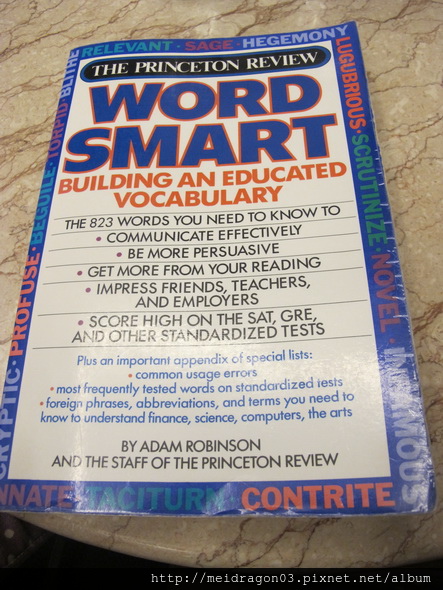 RELEVANT · SAGE · HEGEMONY
THE PRINCETON REVIEW
WORD
SMART
BUILDING AN EDUCATED
VOCABULARY
THE 823 WORDS YOU NEED TO KNOW TO
• COMMUNICATE EFFECTIVELY
• BE MORE PERSUASIVE
• GET MORE FROM YOUR READING
• IMPRESS FRIENDS, TEACHERS,
AND EMPLOYERS
• SCORE HIGH ON THE SAT, GRE,
AND OTHER STANDARDIZED TESTS
Plus an important appendix of special lists:
• common usage errors
• most frequently tested words on standardized tests
• foreign phrases, abbreviations, and terms you need to
know to understand finance, science, computers, the arts
BY ADAM ROBINSON
AND THE STAFF OF THE PRINCETON REVIEW
LUGUBRIOUS · SCRUTINIZE · NOVEL ·
CRYPTIC · PROFUSE · BEGUILE · TORPID · BLITHE
NNATE · TACITURN · CONTRITE
http://meidragon03.pixnet.net/album